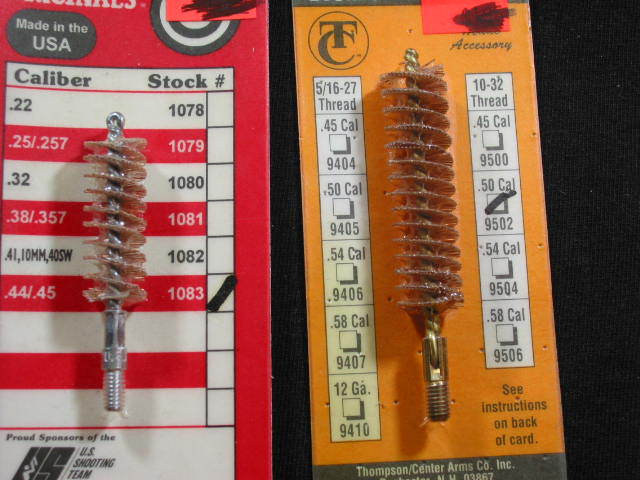 Made in the
USA
Caliber Stock #
.22 1078
.25/.257 1079
.32 1080
.38/.357 1081
.41,10MM,40SW 1082
.44/.45 1083
Proud Sponsors of the
U.S.
SHOOTING
TEAM
TC
Accessory
5/16-27
Thread
.45 Cal
9404
.50 Cal
9405
.54 Cal
9406
.58 Cal
9407
12 Ga.
9410
10-32
Thread
.45 Cal
9500
.50 Cal
9502
.54 Cal
9504
.58 Cal
9506
See
instructions
on back
of card.
Thompson/Center Arms Co. Inc.
Rochester, N.H. 03867